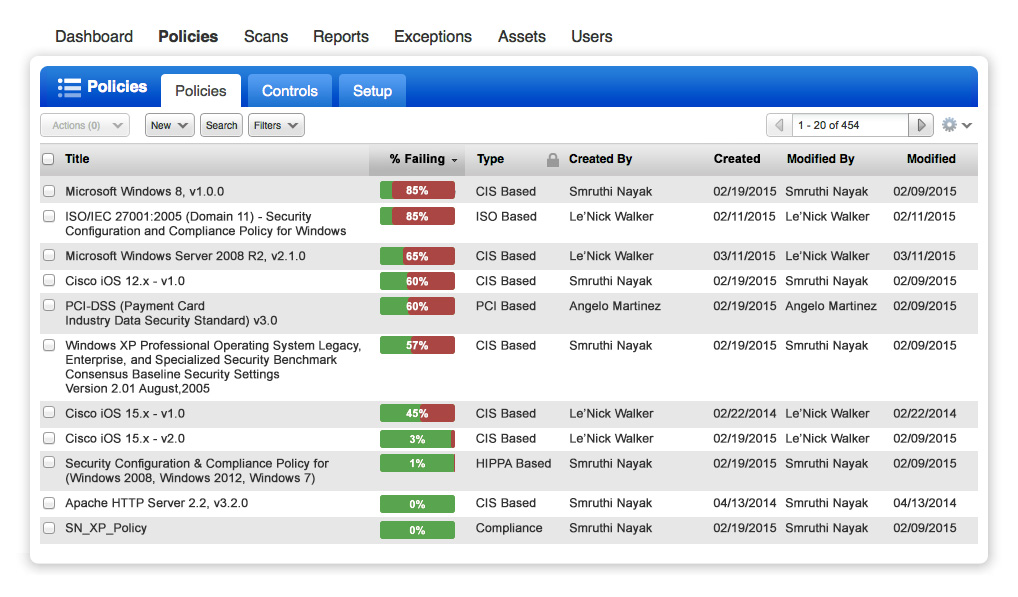 Dashboard Policies Scans Reports Exceptions Assets Users
Policies Policies Controls Setup
Actions (0) New Search Filters 1 - 20 of 454
Title % Failing Type Created By Created Modified By Modified
Microsoft Windows 8, v1.0.0 85% CIS Based Smruthi Nayak 02/19/2015 Smruthi Nayak 02/09/2015
ISO/IEC 27001:2005 (Domain 11) - Security 85% ISO Based Le'Nick Walker 02/11/2015 Le'Nick Walker 02/11/2015
Configuration and Compliance Policy for Windows
Microsoft Windows Server 2008 R2, v2.1.0 65% CIS Based Le'Nick Walker 03/11/2015 Le'Nick Walker 03/11/2015
Cisco iOS 12.x - v1.0 60% CIS Based Smruthi Nayak 02/19/2015 Smruthi Nayak 02/09/2015
PCI-DSS (Payment Card 60% PCI Based Angelo Martinez 02/19/2015 Angelo Martinez 02/09/2015
Industry Data Security Standard) v3.0
Windows XP Professional Operating System Legacy, 57% CIS Based Smruthi Nayak 02/19/2015 Smruthi Nayak 02/09/2015
Enterprise, and Specialized Security Benchmark
Consensus Baseline Security Settings
Version 2.01 August,2005
Cisco iOS 15.x - v1.0 45% CIS Based Le'Nick Walker 02/22/2014 Le'Nick Walker 02/22/2014
Cisco iOS 15.x - v2.0 3% CIS Based Le'Nick Walker 02/19/2015 Le'Nick Walker 02/09/2015
Security Configuration & Compliance Policy for 1% HIPPA Based Smruthi Nayak 02/19/2015 Smruthi Nayak 02/09/2015
(Windows 2008, Windows 2012, Windows 7)
Apache HTTP Server 2.2, v3.2.0 0% CIS Based Smruthi Nayak 04/13/2014 Smruthi Nayak 04/13/2014
SN_XP_Policy 0% Compliance Smruthi Nayak 02/19/2015 Smruthi Nayak 02/09/2015